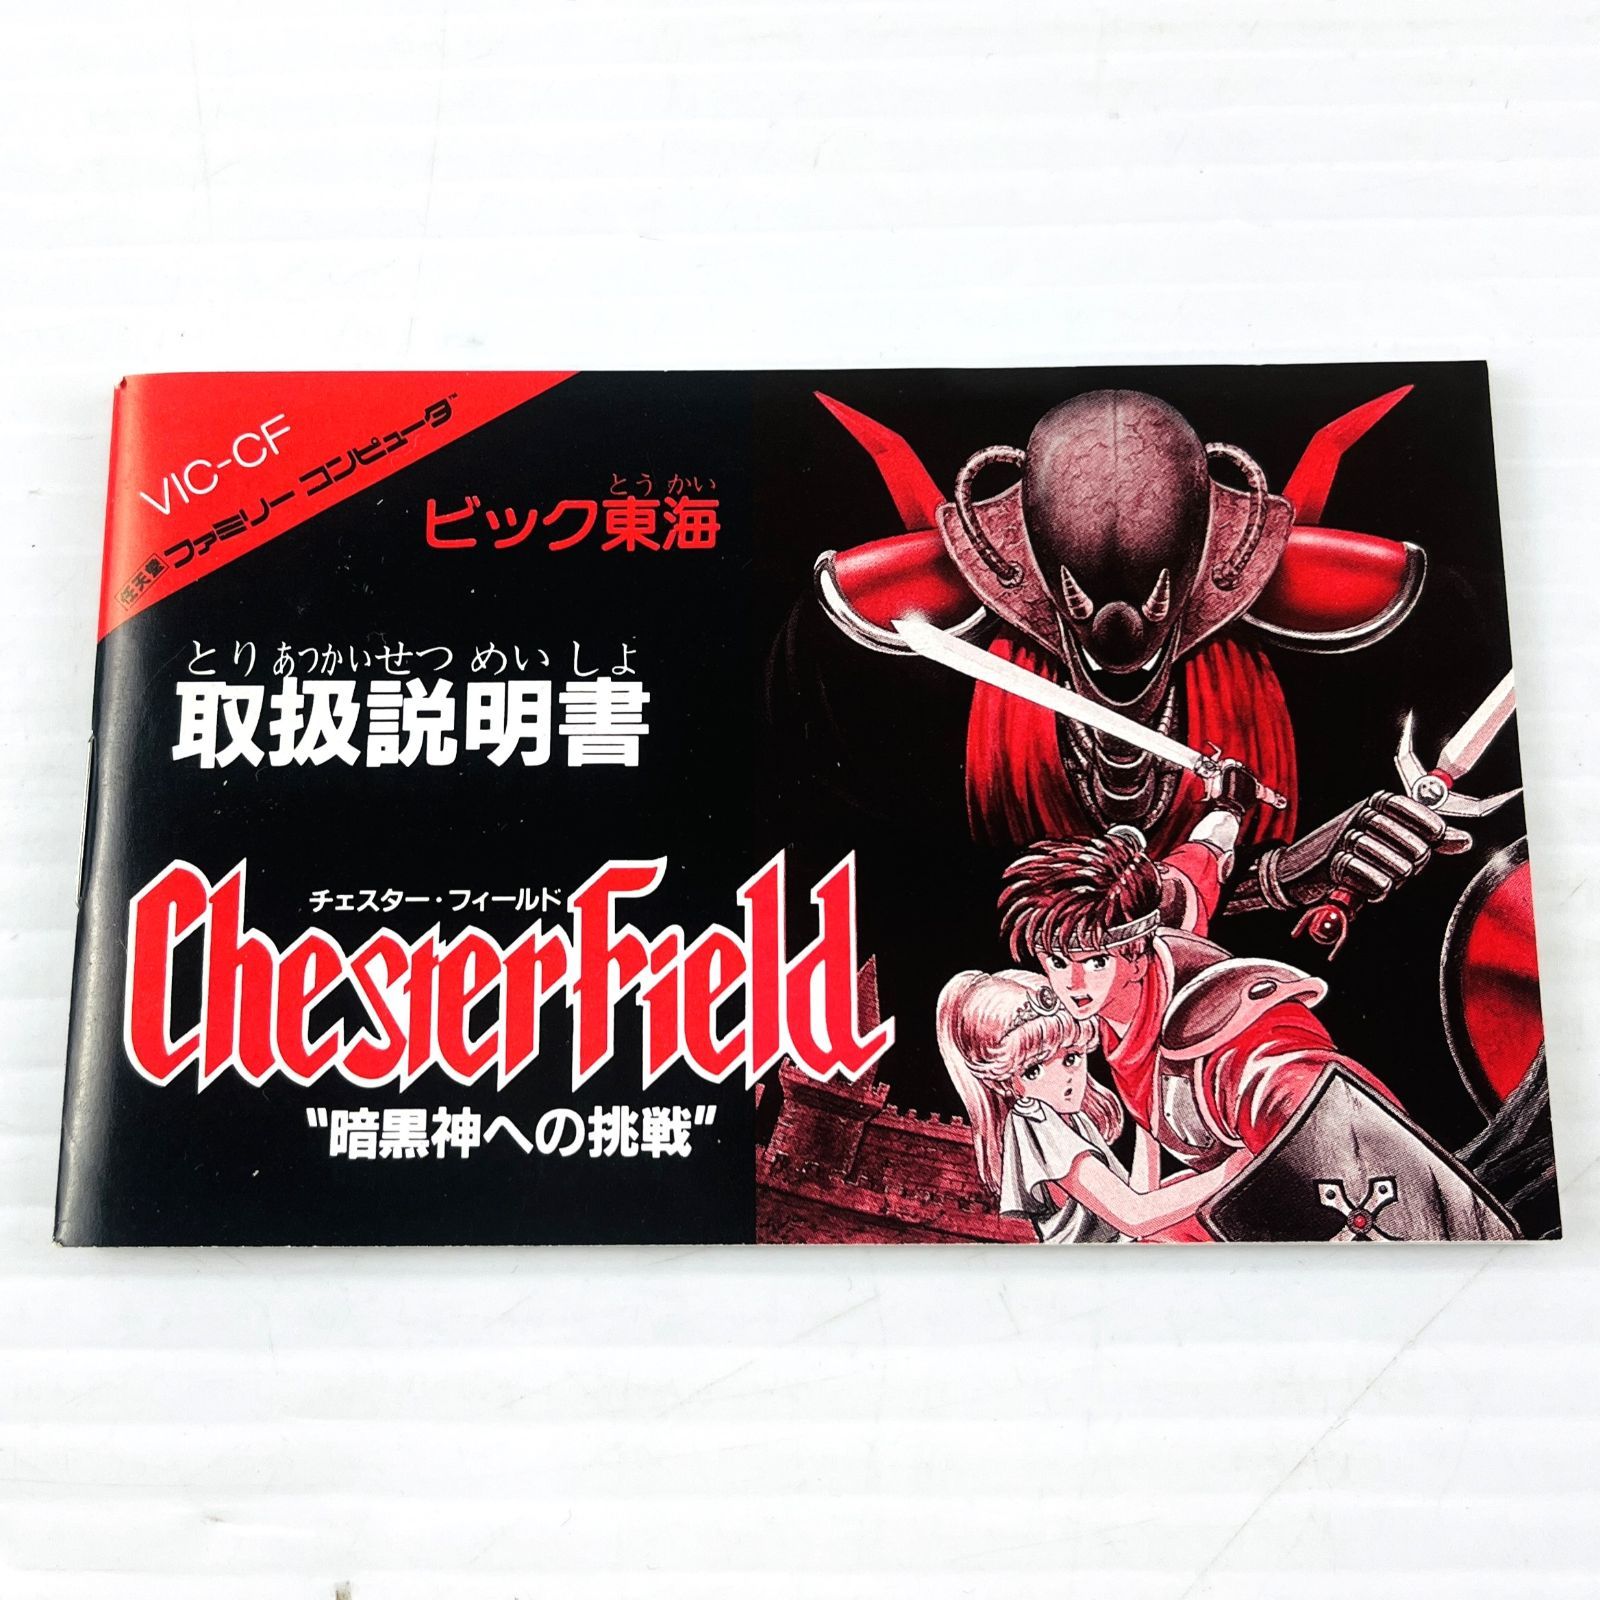 VIC-CF
任天堂 ファミリーコンピュータ™
とうかい
ビック東海
とりあつかいせつめいしょ
取扱説明書
チェスター・フィールド
ChesterField
"暗黒神への挑戦"